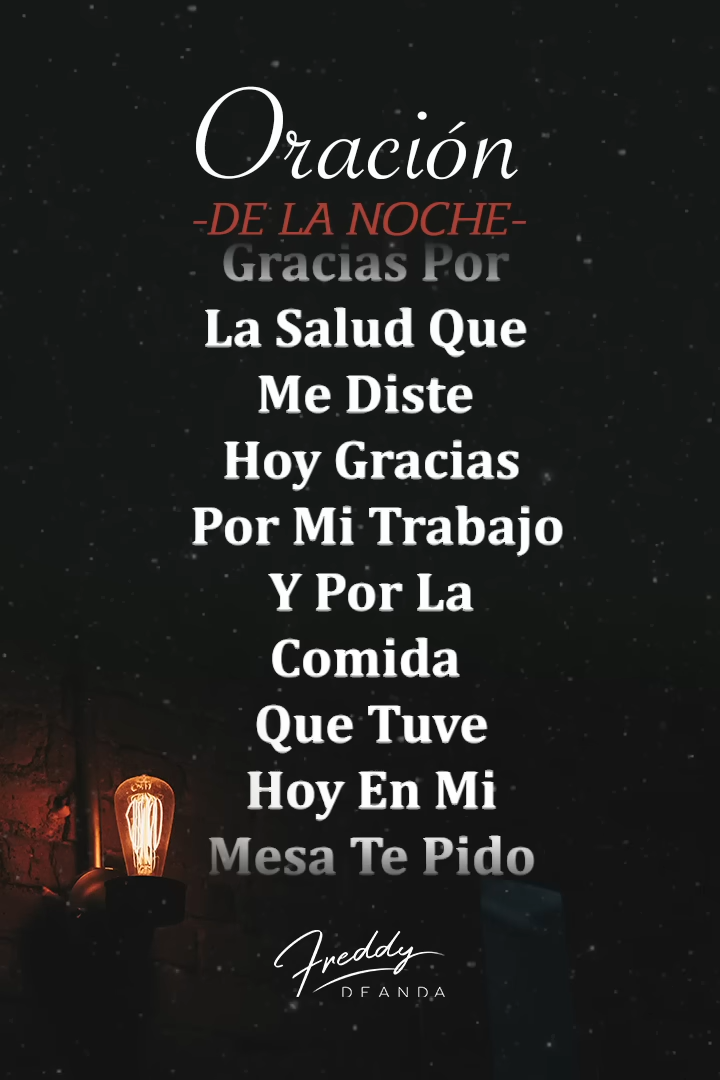 Oración
-DE LA NOCHE-
Gracias Por
La Salud Que
Me Diste
Hoy Gracias
Por Mi Trabajo
Y Por La
Comida
Que Tuve
Hoy En Mi
Mesa Te Pido
Freddy
DEANDA